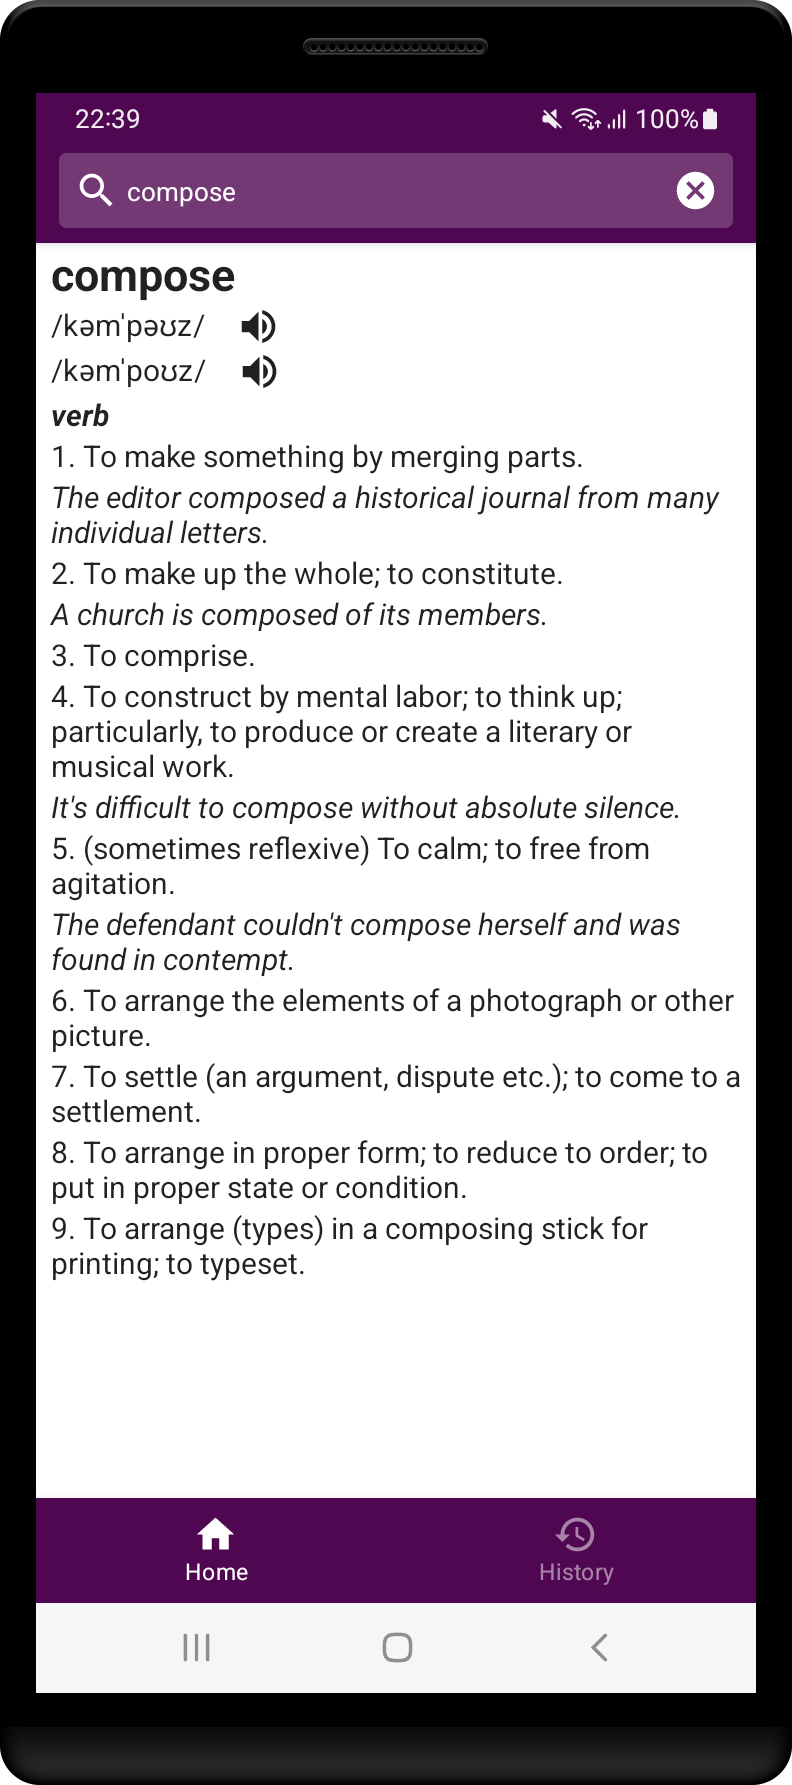 22:39
100%
compose
compose
/kəmˈpəʊz/
/kəmˈpoʊz/
verb
1. To make something by merging parts.
The editor composed a historical journal from many
individual letters.
2. To make up the whole; to constitute.
A church is composed of its members.
3. To comprise.
4. To construct by mental labor; to think up;
particularly, to produce or create a literary or
musical work.
It's difficult to compose without absolute silence.
5. (sometimes reflexive) To calm; to free from
agitation.
The defendant couldn't compose herself and was
found in contempt.
6. To arrange the elements of a photograph or other
picture.
7. To settle (an argument, dispute etc.); to come to a
settlement.
8. To arrange in proper form; to reduce to order; to
put in proper state or condition.
9. To arrange (types) in a composing stick for
printing; to typeset.
Home
History